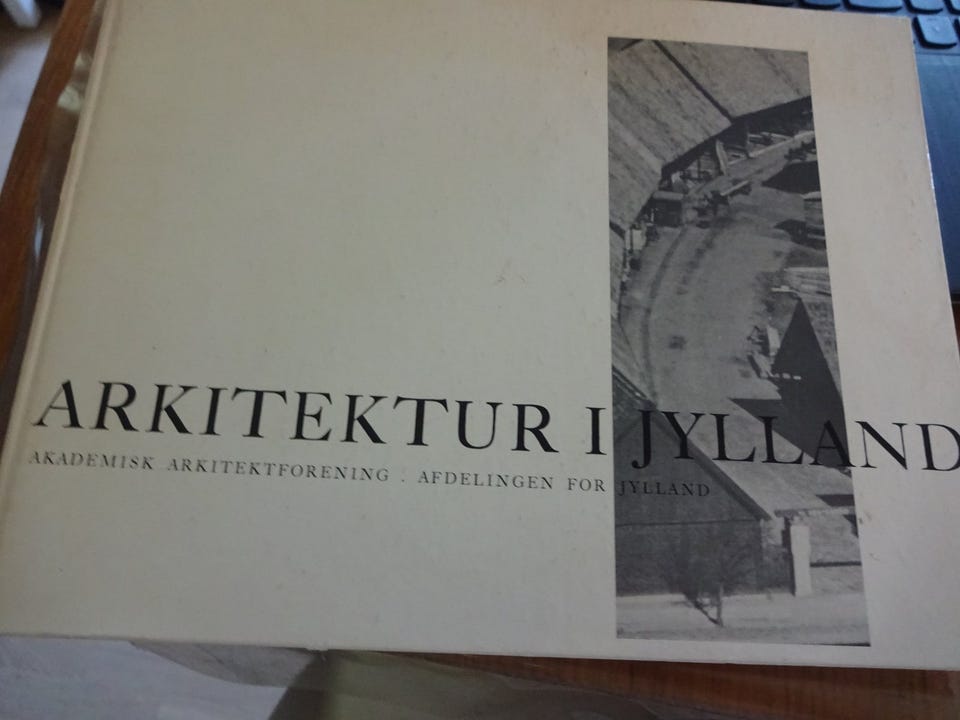 ARKITEKTUR I JYLLAND
AKADEMISK ARKITEKTFORENING . AFDELINGEN FOR JYLLAND